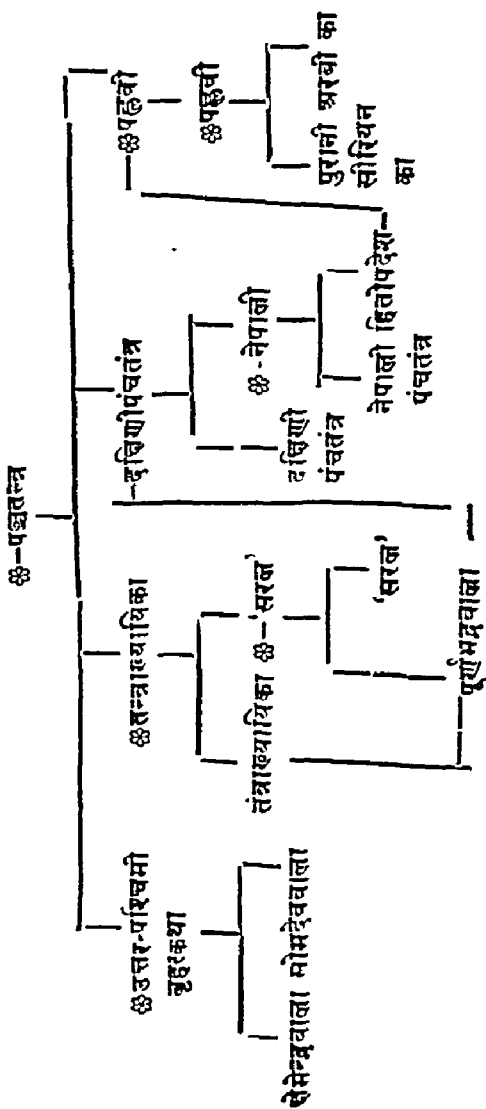 ❀—पञ्चतन्त्र
❀उत्तर-पश्चिमी
बृहत्कथा
❀तन्त्राख्यायिका
—दक्षिणीपंचतंत्र
❀पह्लवी
क्षेमेन्द्रवाला सोमदेववाला
तंत्राख्यायिका ❀—'सरल'
दक्षिणी
पंचतंत्र
❀-नेपाली
❀पह्लवी
'सरल'
पूर्णभद्रवाला
नेपाली हितोपदेश—
पंचतंत्र
पुरानी अरबी का
सीरियन
का